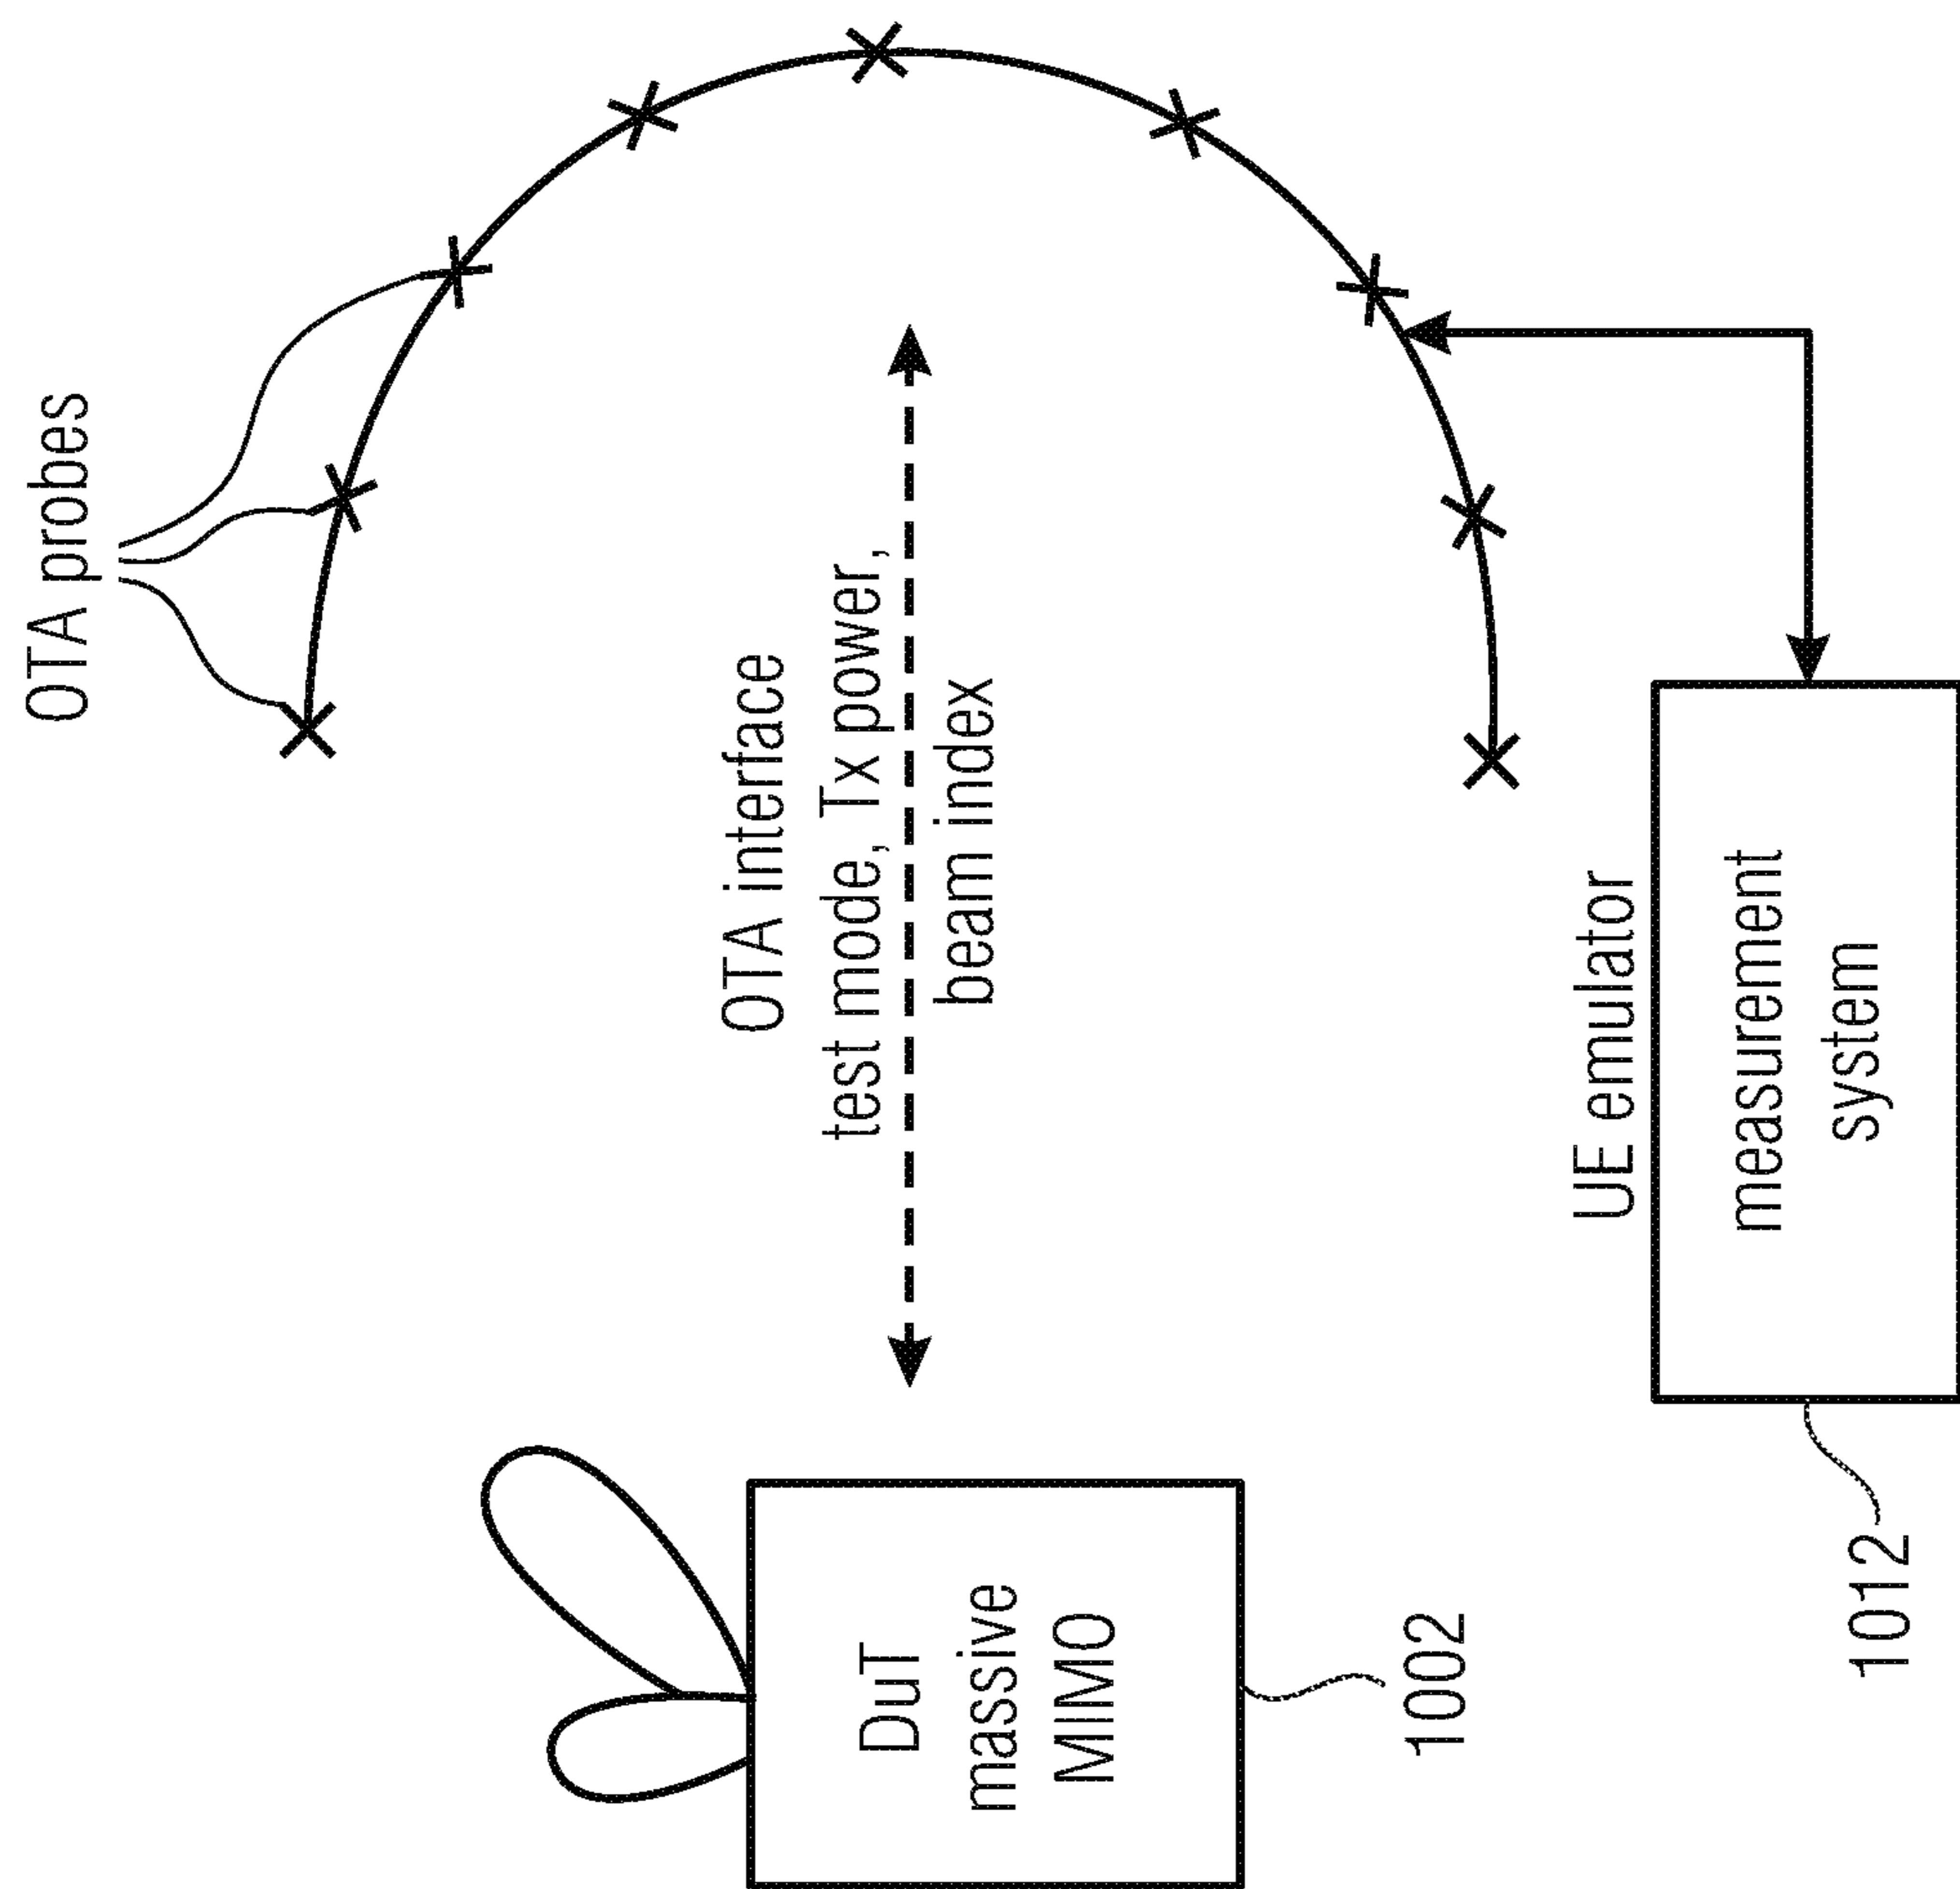 OTA probes
OTA interface
test mode, Tx power,
beam index
DuT
massive
MIMO
1002
UE emulator
measurement
system
1012